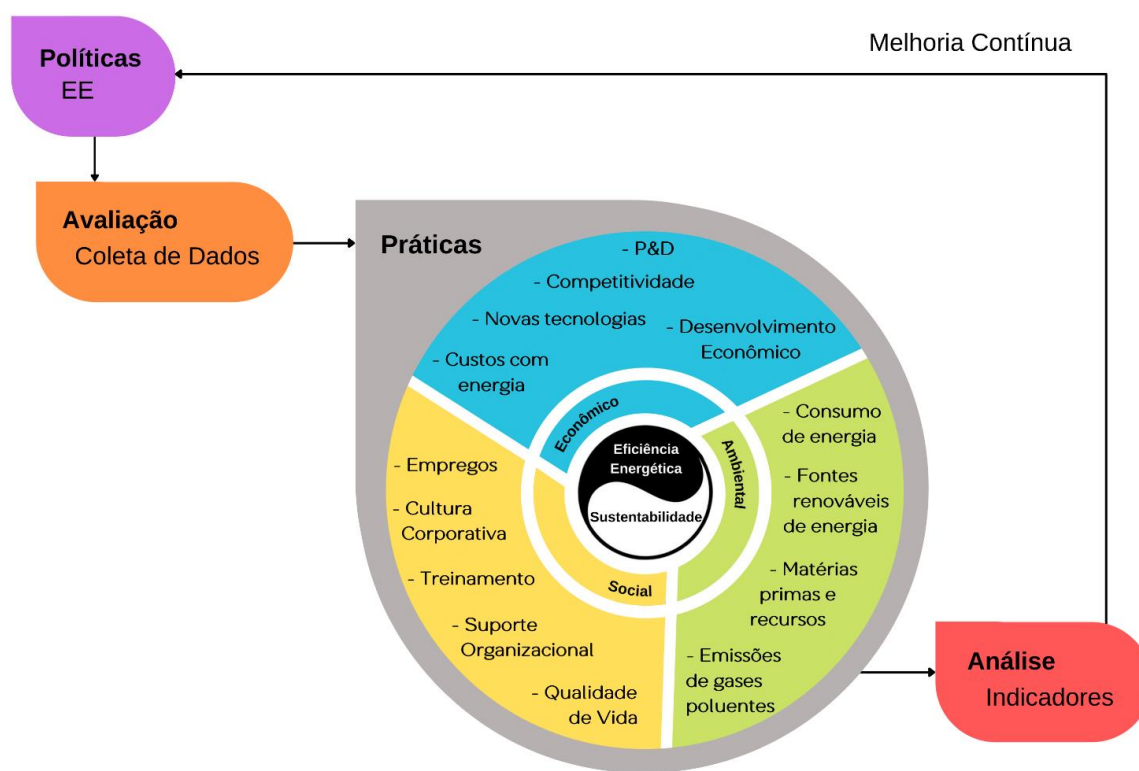 Melhoria Contínua
Políticas
EE
Avaliação
Coleta de Dados
Práticas
- P&D
- Competitividade
- Novas tecnologias
- Desenvolvimento
Econômico
- Custos com
energia
Econômico
Eficiência
Energética
Sustentabilidade
Ambiental
Social
- Consumo
de energia
- Fontes
renováveis
de energia
- Matérias
primas e
recursos
- Emissões
de gases
poluentes
- Empregos
- Cultura
Corporativa
- Treinamento
- Suporte
Organizacional
- Qualidade
de Vida
Análise
Indicadores